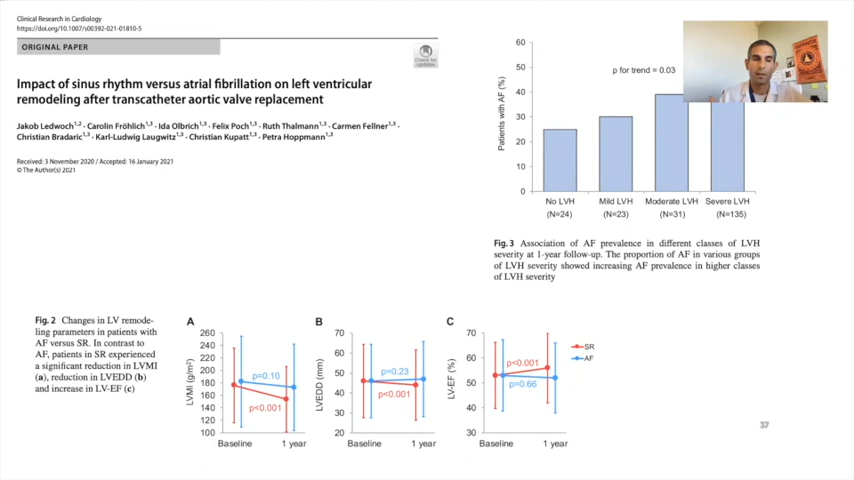 Clinical Research in Cardiology
https://doi.org/10.1007/s00392-021-01810-5
ORIGINAL PAPER
Check for
updates
Impact of sinus rhythm versus atrial fibrillation on left ventricular
remodeling after transcatheter aortic valve replacement
Jakob Ledwoch1,2 · Carolin Fröhlich1,3 · Ida Olbrich1,3 · Felix Poch1,3 · Ruth Thalmann1,3 · Carmen Fellner1,3 ·
Christian Bradaric1,3 · Karl-Ludwig Laugwitz1,3 · Christian Kupatt1,3 · Petra Hoppmann1,3
Received: 3 November 2020 / Accepted: 16 January 2021
© The Author(s) 2021
Patients with AF (%)
60
50
40
30
20
10
0
p for trend = 0.03
No LVH
(N=24)
Mild LVH
(N=23)
Moderate LVH
(N=31)
Severe LVH
(N=135)
Fig. 3 Association of AF prevalence in different classes of LVH
severity at 1-year follow-up. The proportion of AF in various groups
of LVH severity showed increasing AF prevalence in higher classes
of LVH severity
Fig. 2 Changes in LV remode-
ling parameters in patients with
AF versus SR. In contrast to
AF, patients in SR experienced
a significant reduction in LVMI
(a), reduction in LVEDD (b)
and increase in LV-EF (c)
A
LVMI (g/m²)
260
240
220
200
180
160
140
120
100
p=0.10
p<0.001
Baseline
1 year
B
LVEDD (mm)
70
60
50
40
30
20
p=0.23
p<0.001
Baseline
1 year
C
LV-EF (%)
70
60
50
40
30
p<0.001
p=0.66
Baseline
1 year
SR
AF
37